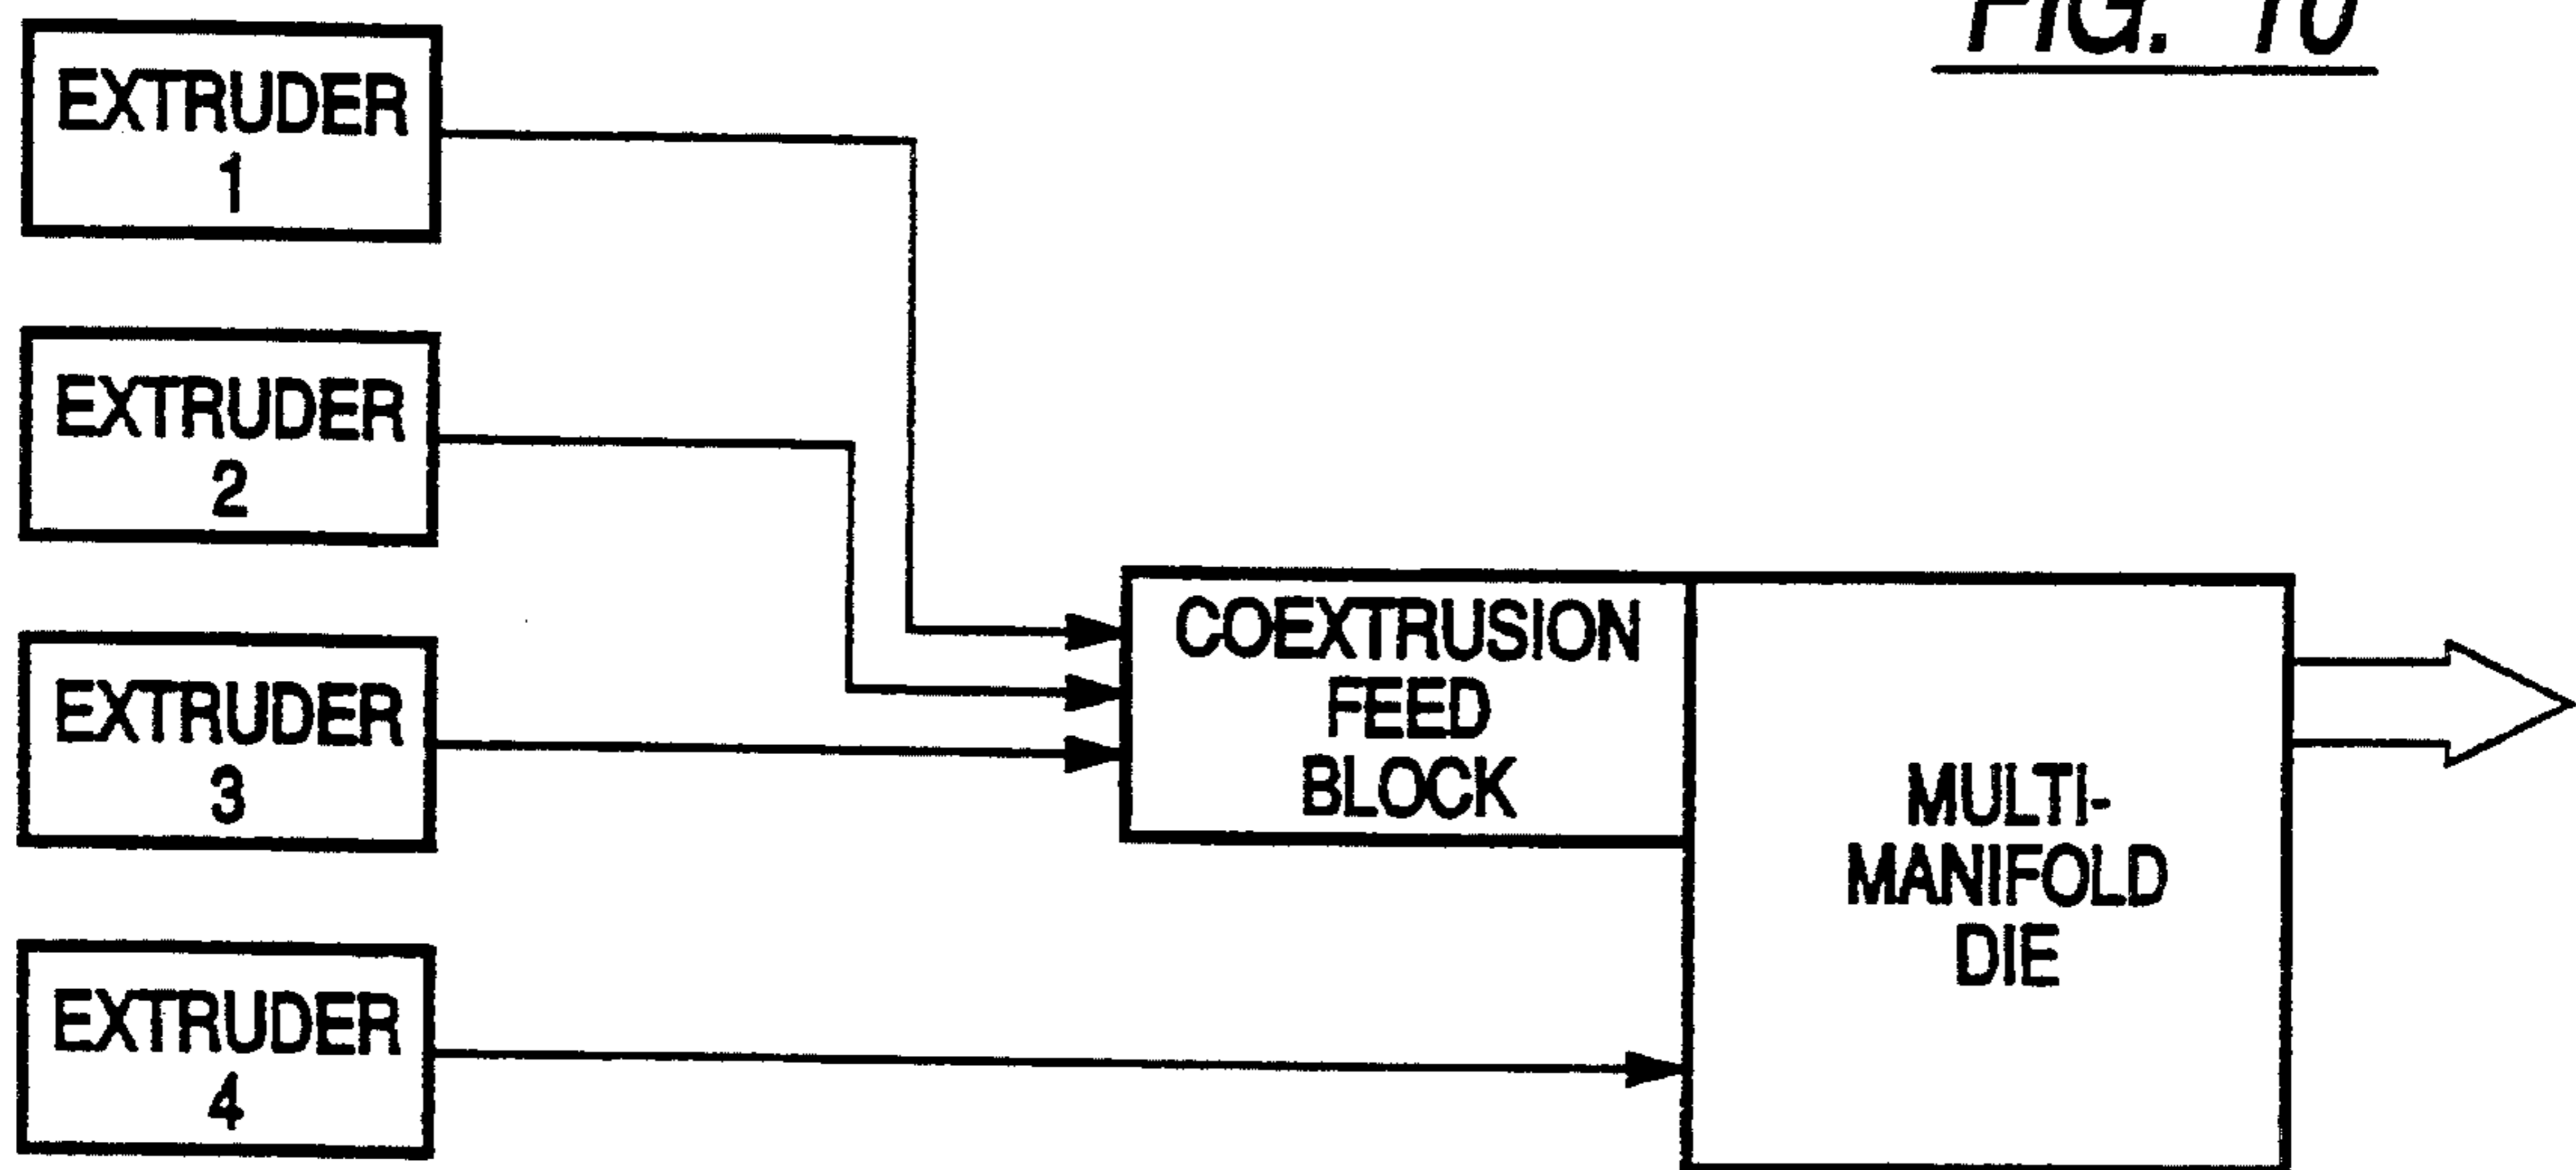 FIG. 10
EXTRUDER
1
EXTRUDER
2
EXTRUDER
3
EXTRUDER
4
COEXTRUSION
FEED
BLOCK
MULTI-
MANIFOLD
DIE